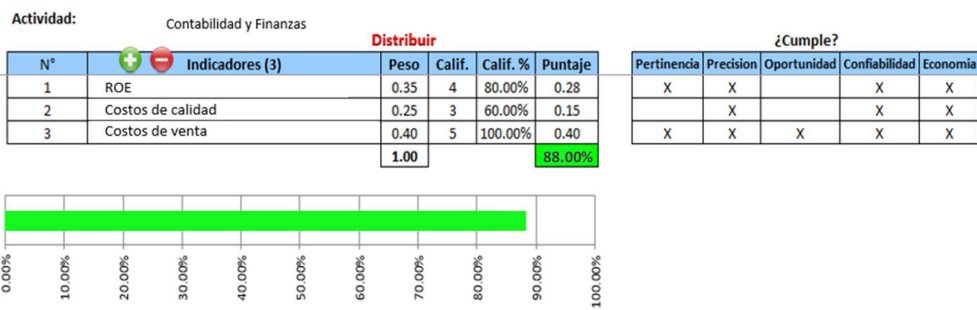 Actividad: Contabilidad y Finanzas
Distribuir ¿Cumple?
N° Indicadores (3) Peso Calif. Calif. % Puntaje Pertinencia Precision Oportunidad Confiabilidad Economia
1 ROE 0.35 4 80.00% 0.28 X X X X
2 Costos de calidad 0.25 3 60.00% 0.15 X X X
3 Costos de venta 0.40 5 100.00% 0.40 X X X X X
1.00 88.00%
0.00% 10.00% 20.00% 30.00% 40.00% 50.00% 60.00% 70.00% 80.00% 90.00% 100.00%